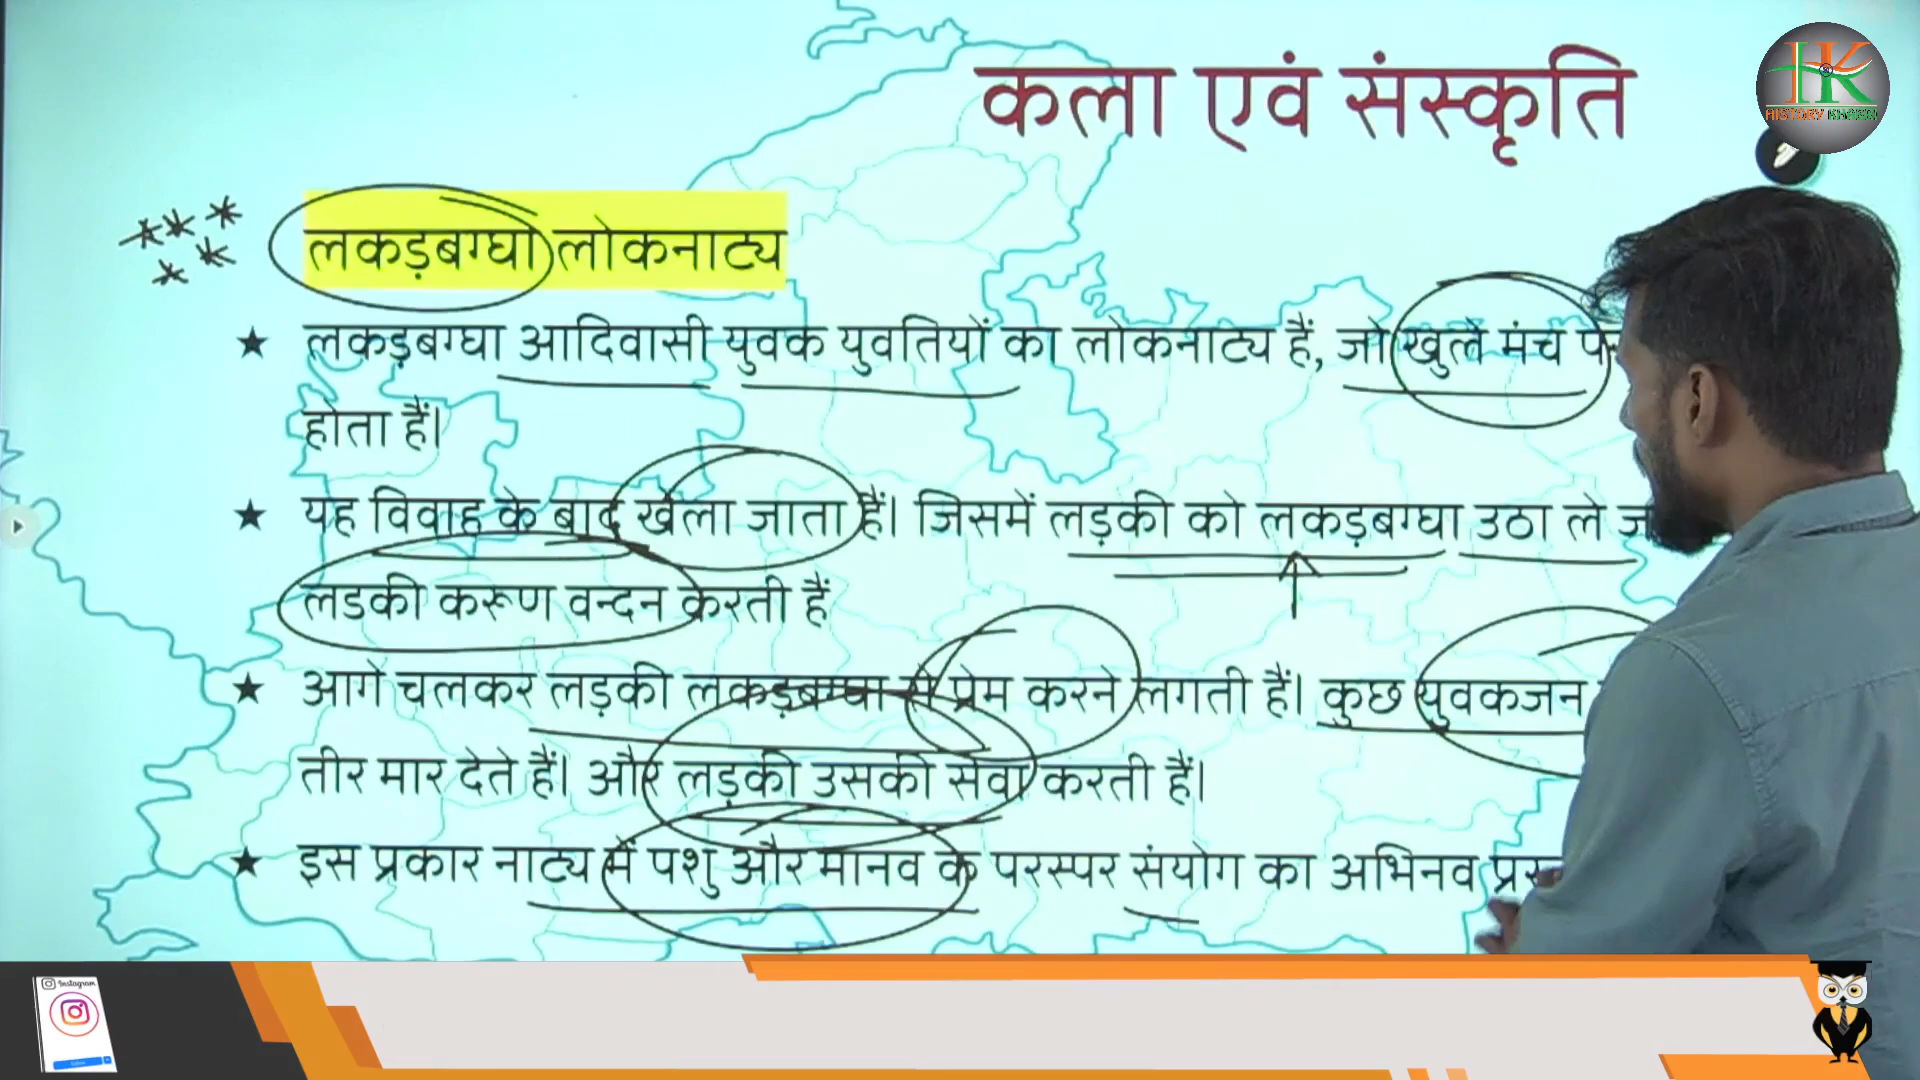 कला एवं संस्कृति
HISTORY
लकड़बग्घा लोकनाट्य
★ लकड़बग्घा आदिवासी युवक युवतियों का लोकनाट्य हैं, जो खुले मंच
होता हैं।
★ यह विवाह के बाद खेला जाता हैं। जिसमें लड़की को लकड़बग्घा उठा ले
लडकी करूण वन्दन करती हैं
★ आगे चलकर लड़की लकड़बग्घा से प्रेम करने लगती हैं। कुछ युवकजन
तीर मार देते हैं। और लड़की उसकी सेवा करती हैं।
★ इस प्रकार नाट्य में पशु और मानव के परस्पर संयोग का अभिनव
Instagram